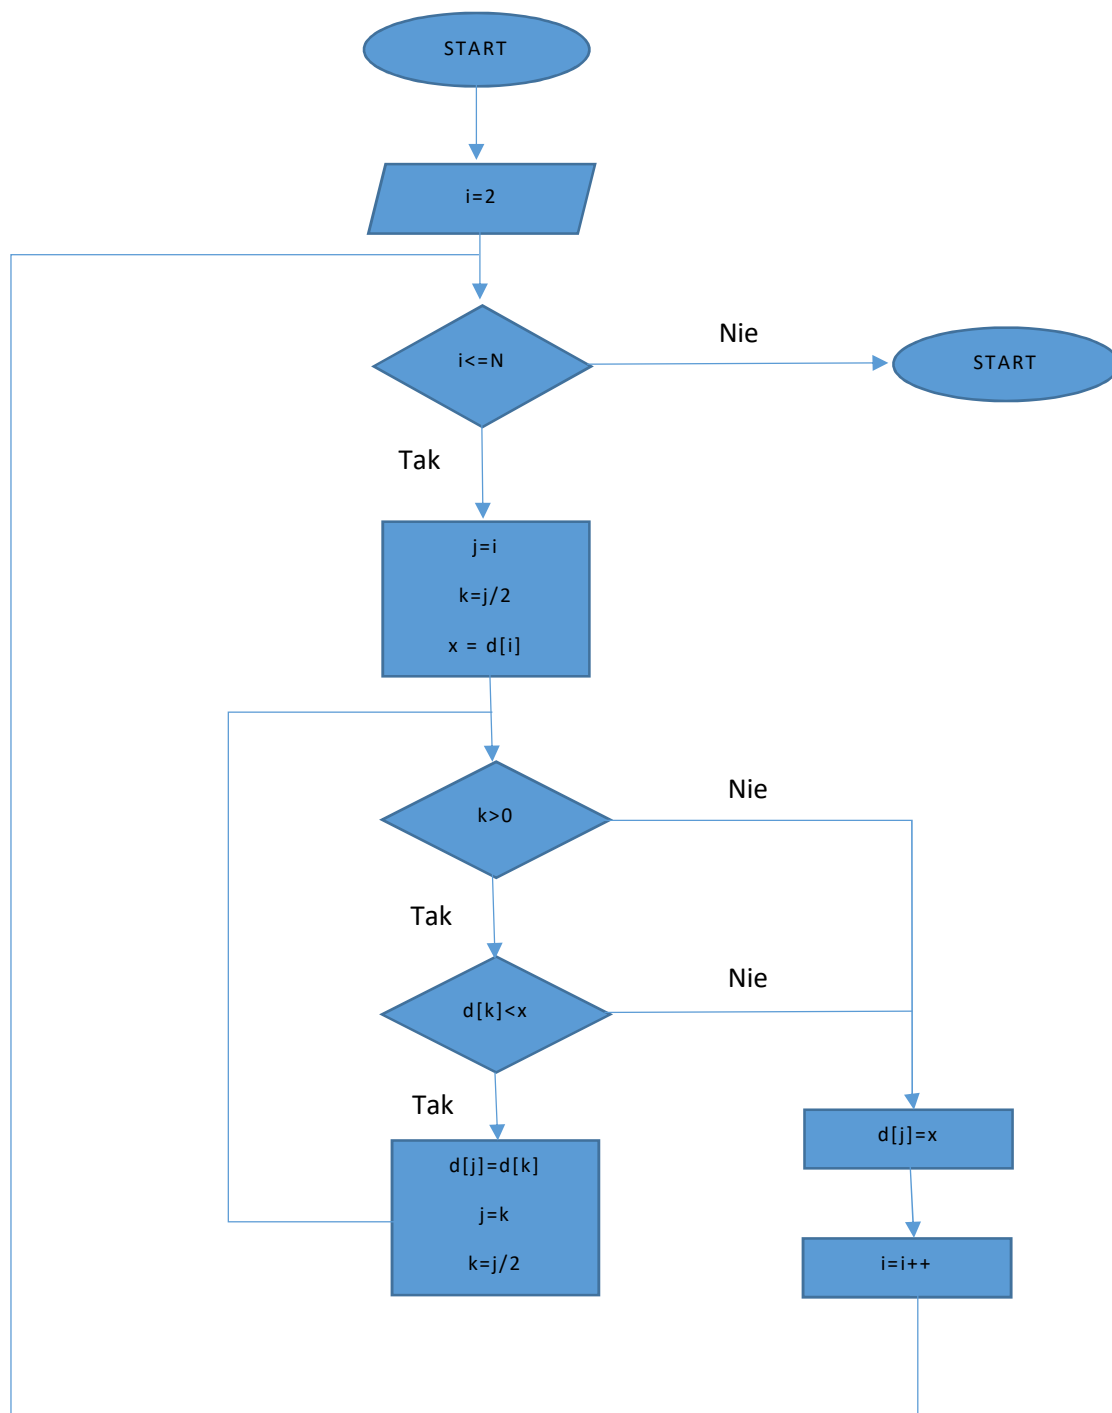 START
i=2
i<=N
Nie
START
Tak
j=i
k=j/2
x = d[i]
k>0
Nie
Tak
d[k]<x
Nie
Tak
d[j]=d[k]
j=k
k=j/2
d[j]=x
i=i++